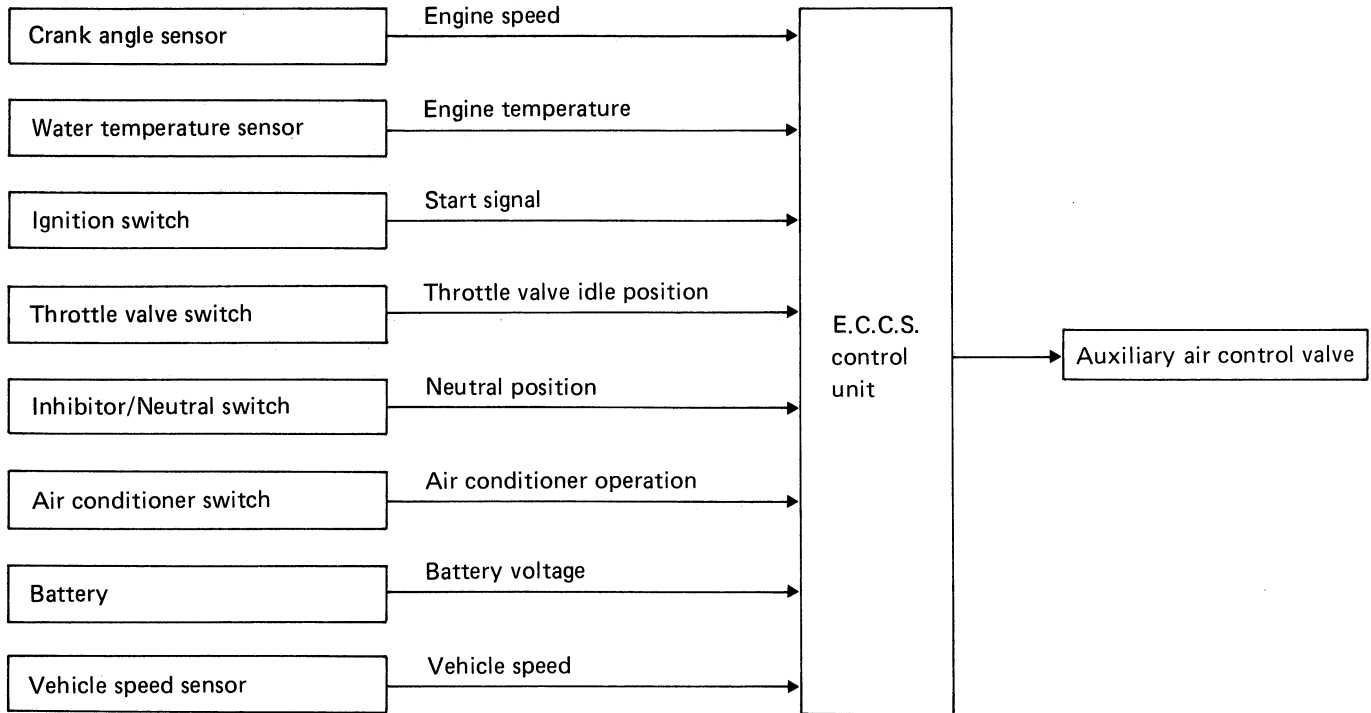 Crank angle sensor
Engine speed
Water temperature sensor
Engine temperature
Ignition switch
Start signal
Throttle valve switch
Throttle valve idle position
Inhibitor/Neutral switch
Neutral position
Air conditioner switch
Air conditioner operation
Battery
Battery voltage
Vehicle speed sensor
Vehicle speed
E.C.C.S.
control
unit
Auxiliary air control valve